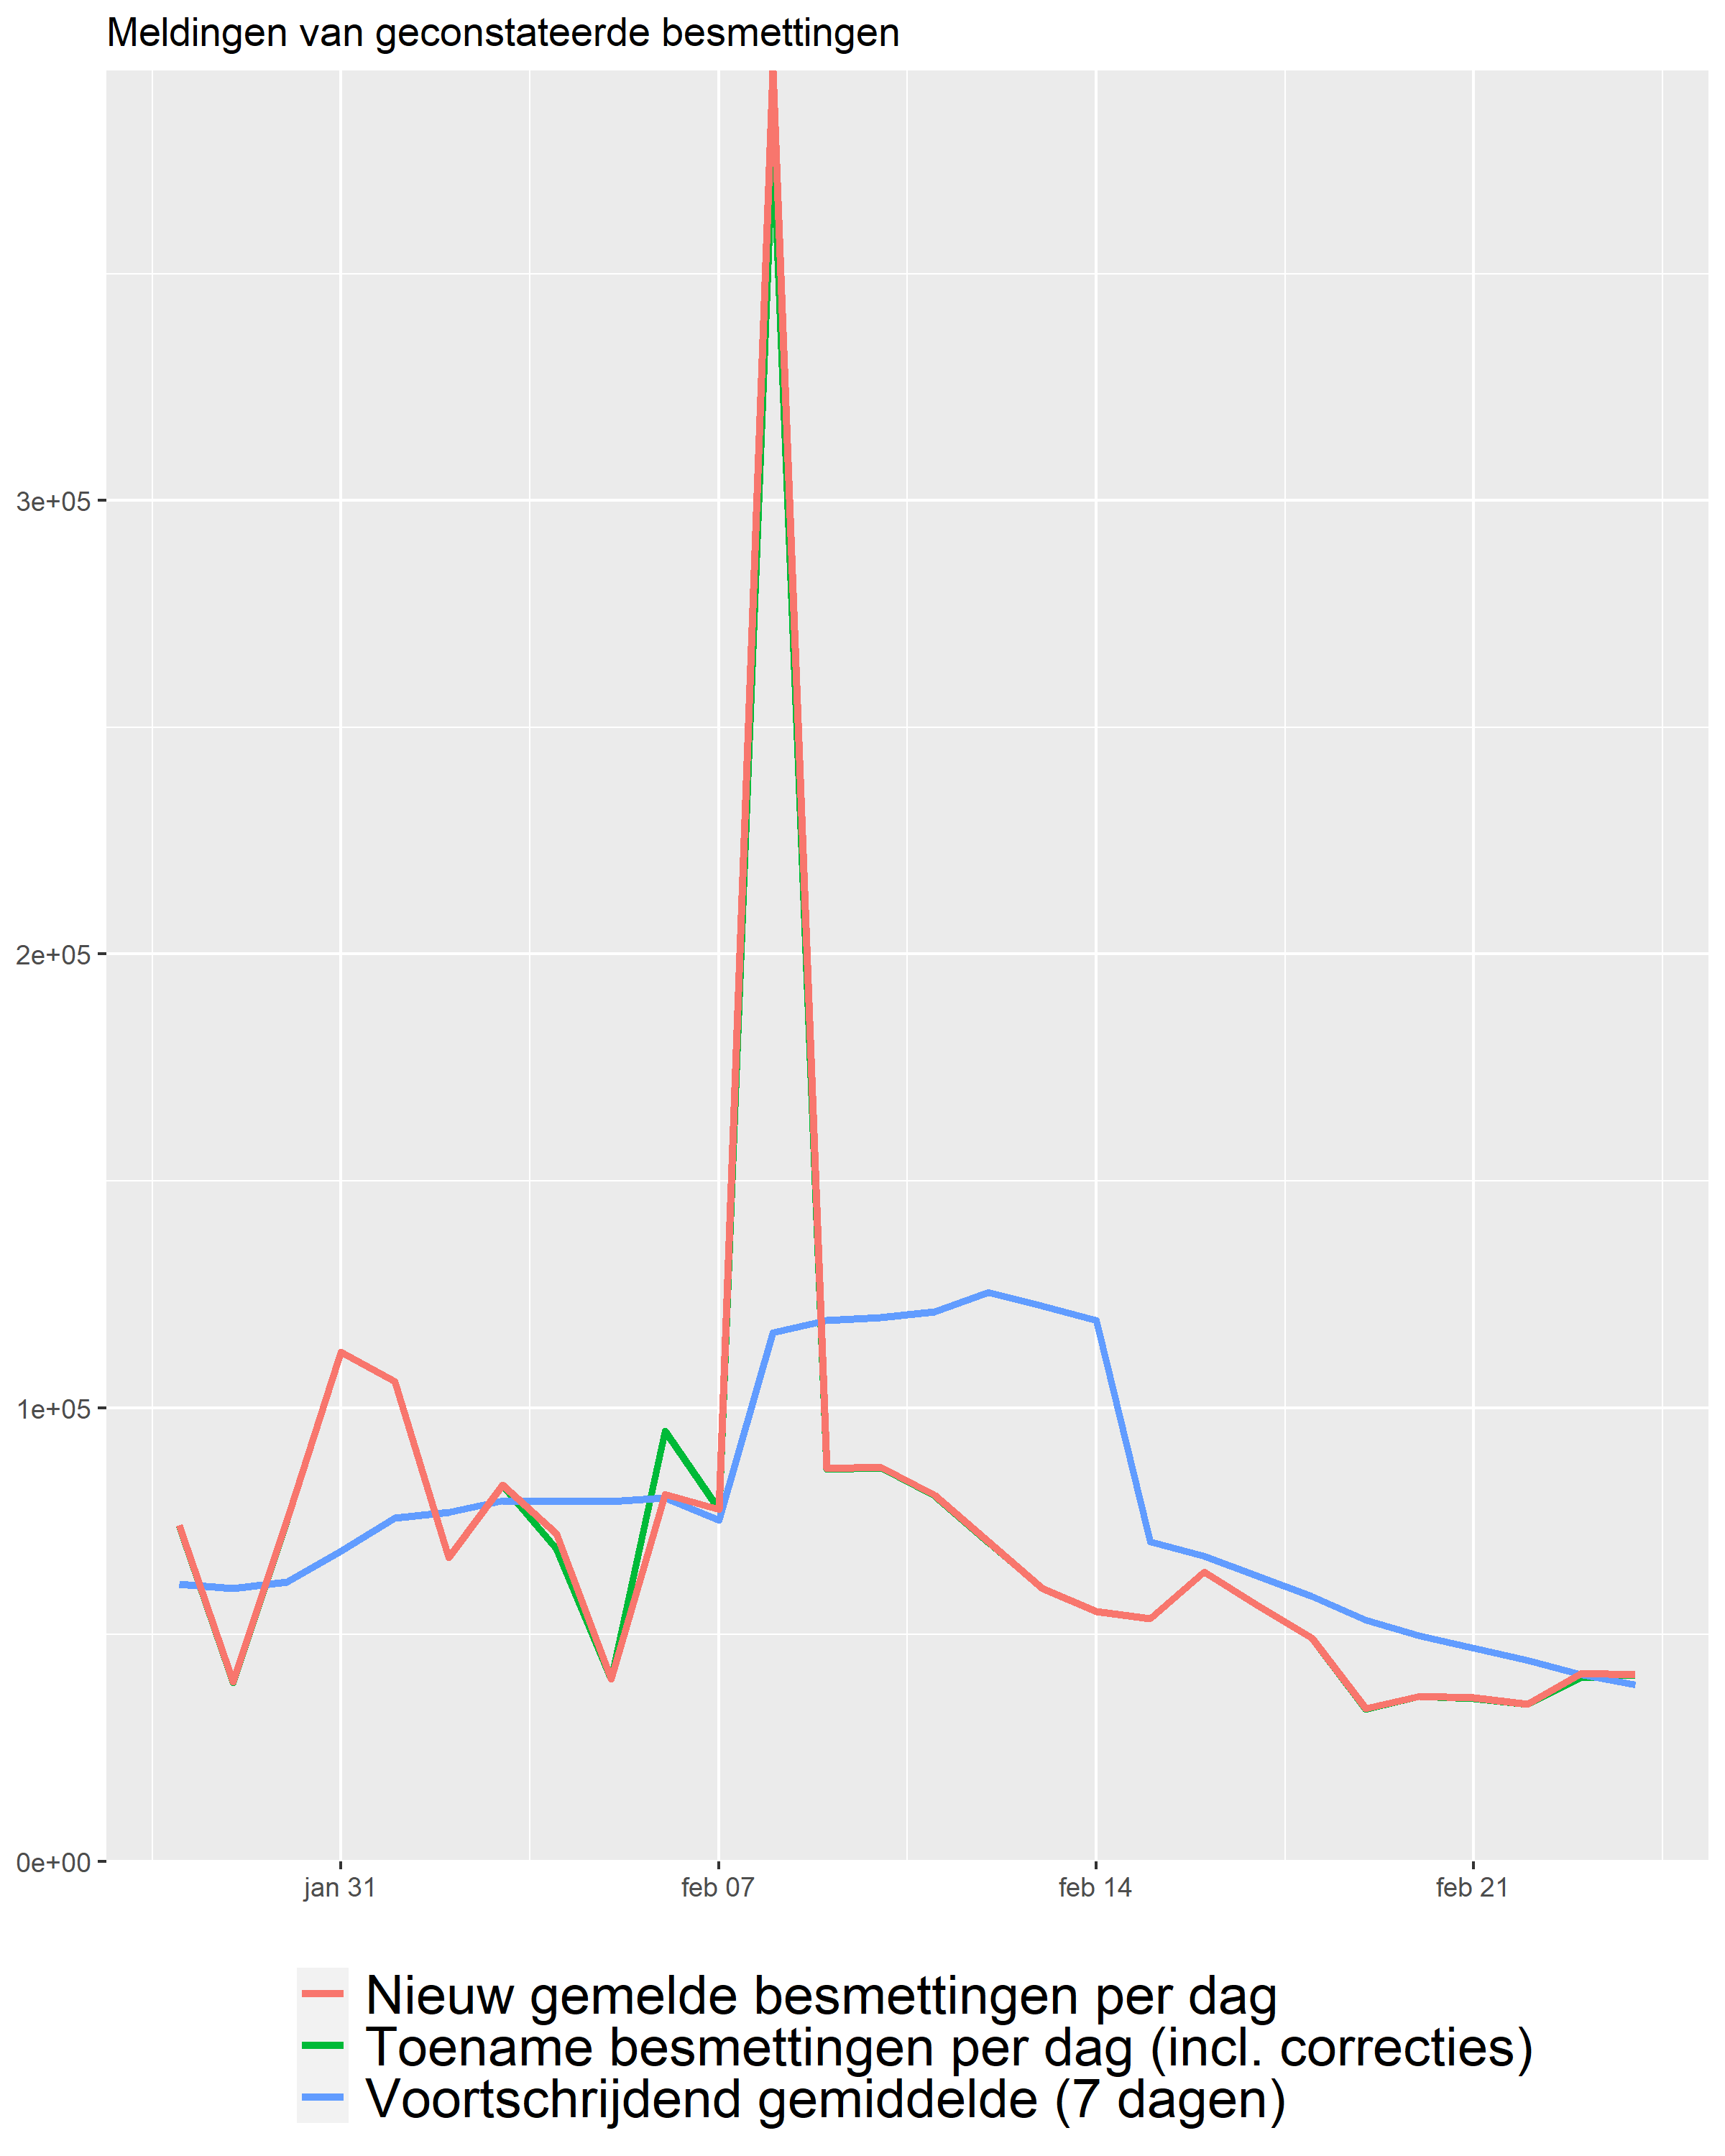 Meldingen van geconstateerde besmettingen
3e+05
2e+05
1e+05
0e+00
jan 31
feb 07
feb 14
feb 21
Nieuw gemelde besmettingen per dag
Toename besmettingen per dag (incl. correcties)
Voortschrijdend gemiddelde (7 dagen)